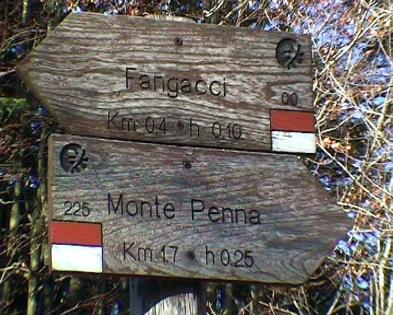 Fangacci
00
Km 0.4 • h 0.10
225
Monte Penna
Km 1.7 • h 0.25